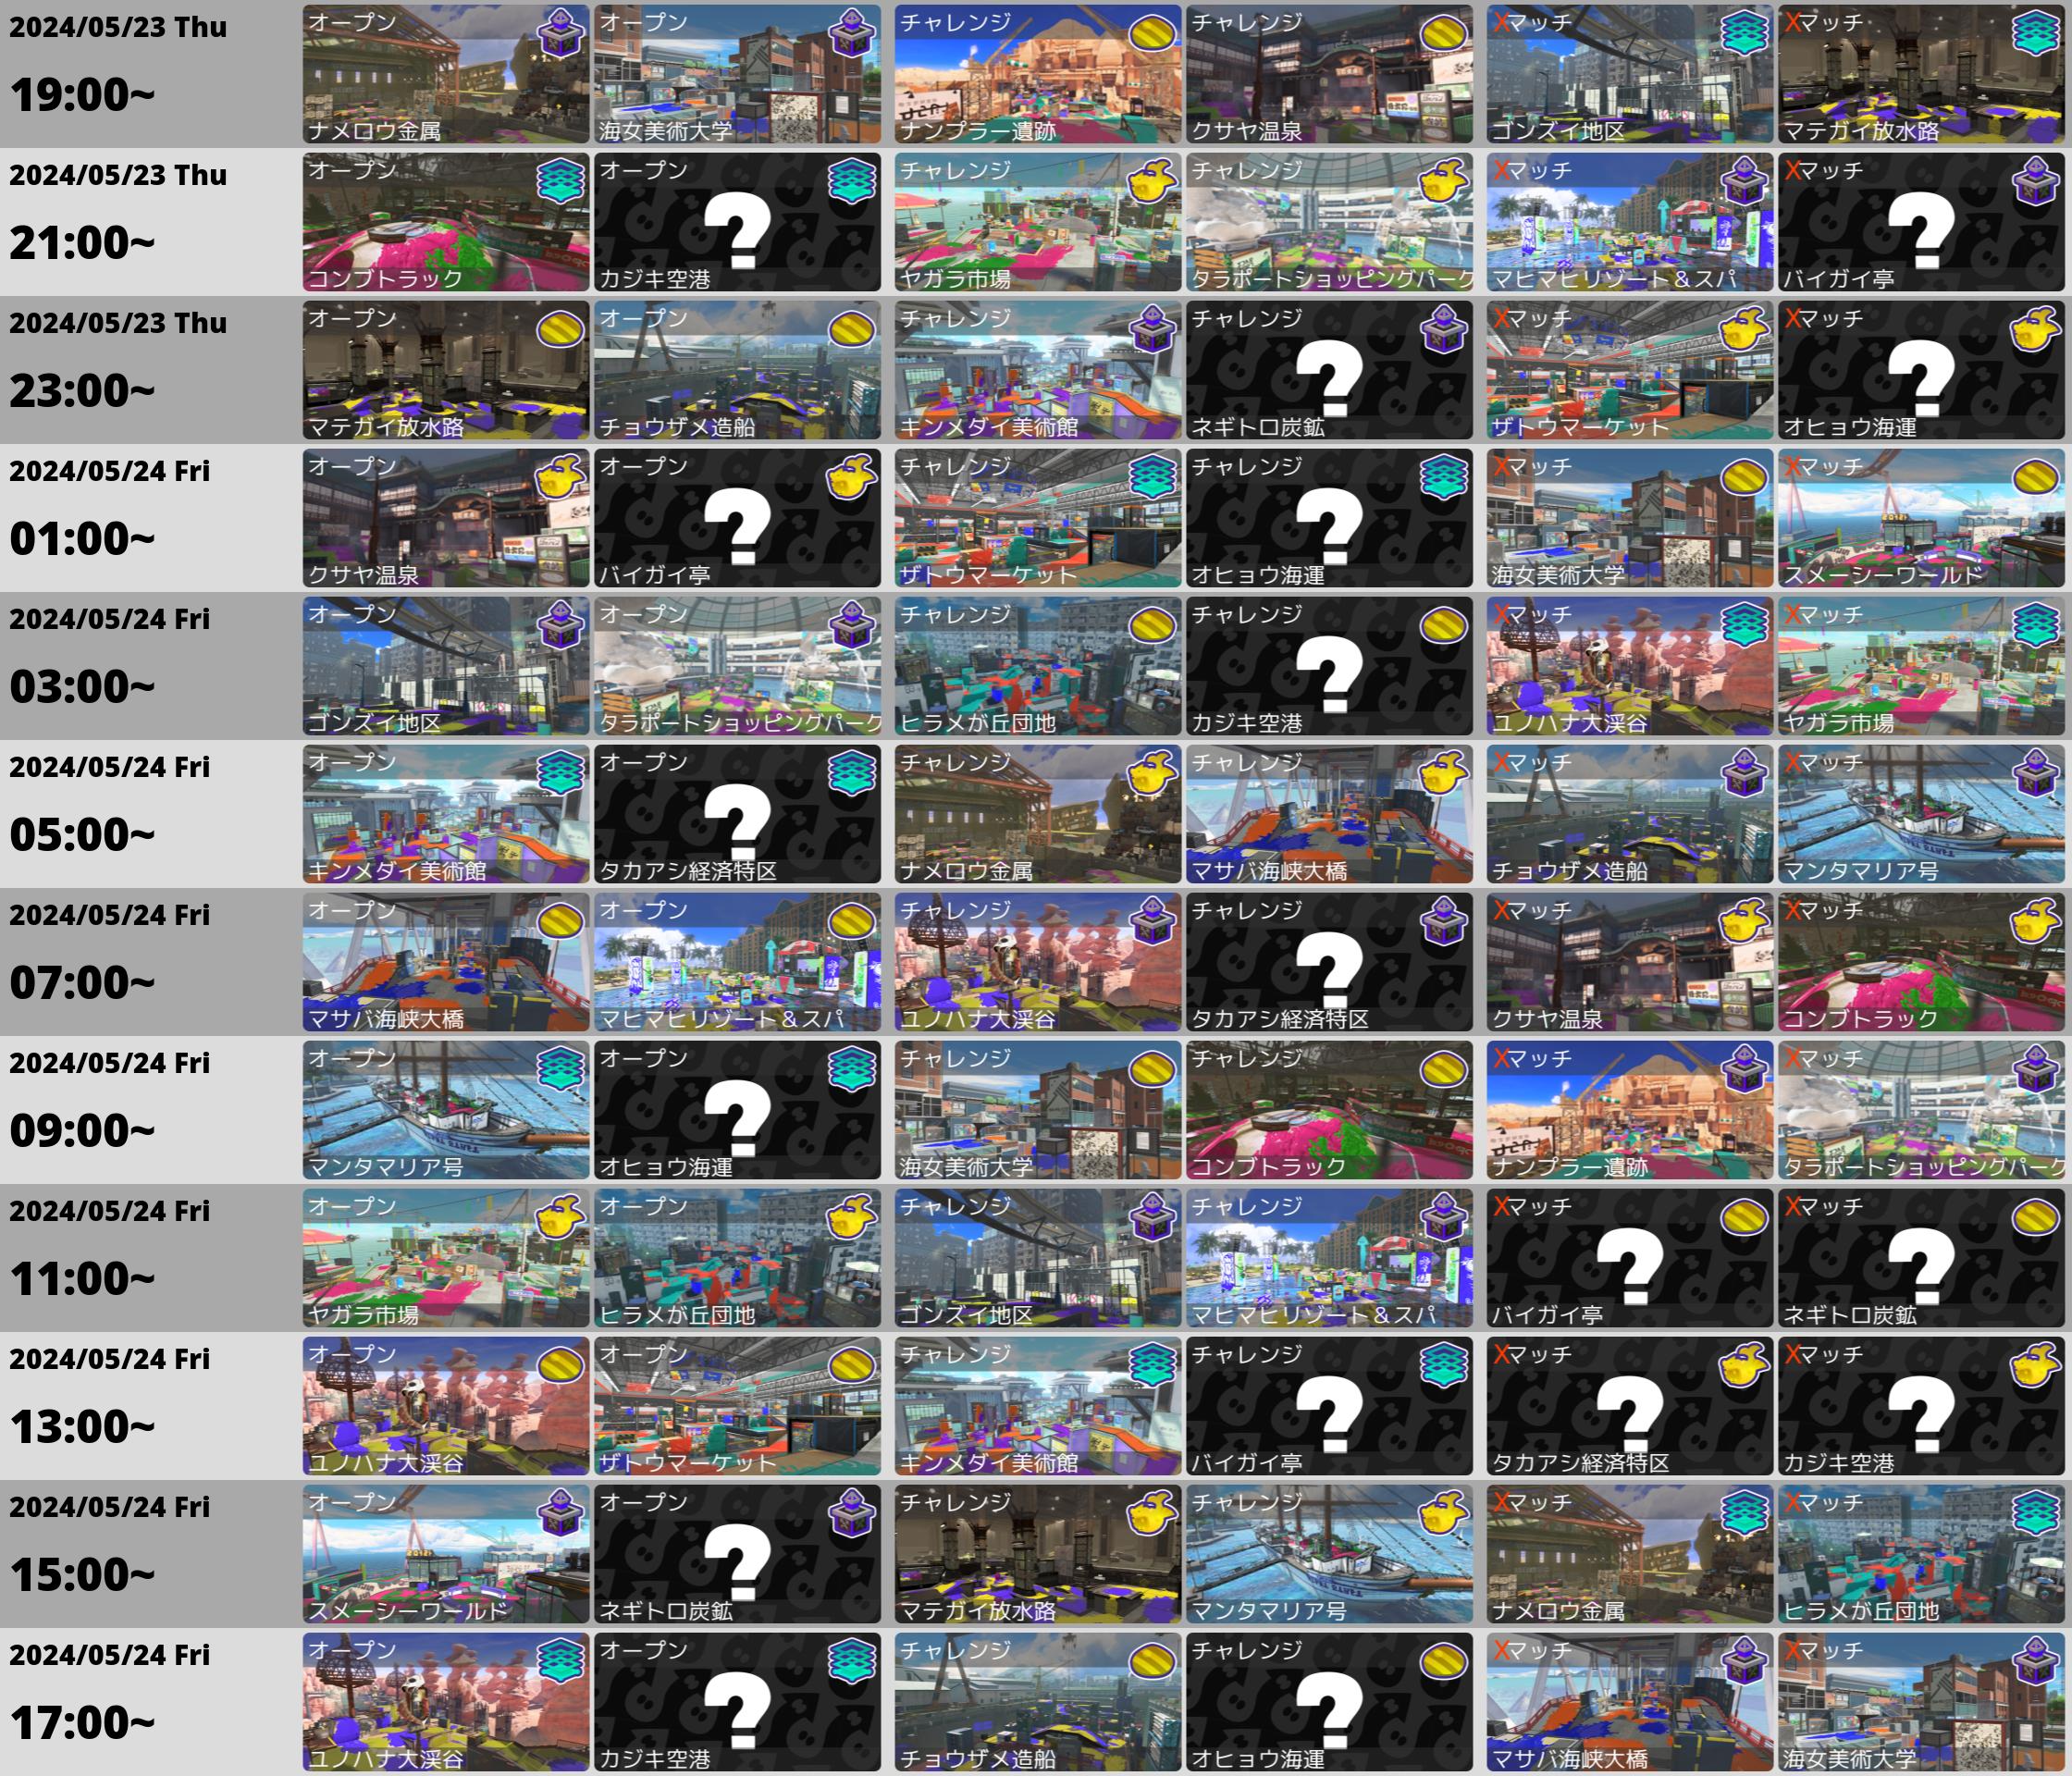 2024/05/23 Thu
19:00~
オープン
ナメロウ金属
オープン
海女美術大学
チャレンジ
ナンプラー遺跡
チャレンジ
クサヤ温泉
Xマッチ
ゴンズイ地区
Xマッチ
マテガイ放水路
2024/05/23 Thu
21:00~
オープン
コンブトラック
オープン
?
カジキ空港
チャレンジ
ヤガラ市場
チャレンジ
タラポートショッピングパーク
Xマッチ
マヒマヒリゾート＆スパ
Xマッチ
?
バイガイ亭
2024/05/23 Thu
23:00~
オープン
マテガイ放水路
オープン
チョウザメ造船
チャレンジ
キンメダイ美術館
チャレンジ
?
ネギトロ炭鉱
Xマッチ
ザトウマーケット
Xマッチ
?
オヒョウ海運
2024/05/24 Fri
01:00~
オープン
クサヤ温泉
オープン
?
バイガイ亭
チャレンジ
ザトウマーケット
チャレンジ
?
オヒョウ海運
Xマッチ
海女美術大学
Xマッチ
スメーシーワールド
2024/05/24 Fri
03:00~
オープン
ゴンズイ地区
オープン
タラポートショッピングパーク
チャレンジ
ヒラメが丘団地
チャレンジ
?
カジキ空港
Xマッチ
ユノハナ大渓谷
Xマッチ
ヤガラ市場
2024/05/24 Fri
05:00~
オープン
キンメダイ美術館
オープン
?
タカアシ経済特区
チャレンジ
ナメロウ金属
チャレンジ
マサバ海峡大橋
Xマッチ
チョウザメ造船
Xマッチ
マンタマリア号
2024/05/24 Fri
07:00~
オープン
マサバ海峡大橋
オープン
マヒマヒリゾート＆スパ
チャレンジ
ユノハナ大渓谷
チャレンジ
?
タカアシ経済特区
Xマッチ
クサヤ温泉
Xマッチ
コンブトラック
2024/05/24 Fri
09:00~
オープン
マンタマリア号
オープン
?
オヒョウ海運
チャレンジ
海女美術大学
チャレンジ
コンブトラック
Xマッチ
ナンプラー遺跡
Xマッチ
タラポートショッピングパーク
2024/05/24 Fri
11:00~
オープン
ヤガラ市場
オープン
ヒラメが丘団地
チャレンジ
ゴンズイ地区
チャレンジ
マヒマヒリゾート＆スパ
Xマッチ
?
バイガイ亭
Xマッチ
?
ネギトロ炭鉱
2024/05/24 Fri
13:00~
オープン
ユノハナ大渓谷
オープン
ザトウマーケット
チャレンジ
キンメダイ美術館
チャレンジ
?
バイガイ亭
Xマッチ
?
タカアシ経済特区
Xマッチ
?
カジキ空港
2024/05/24 Fri
15:00~
オープン
スメーシーワールド
オープン
?
ネギトロ炭鉱
チャレンジ
マテガイ放水路
チャレンジ
マンタマリア号
Xマッチ
ナメロウ金属
Xマッチ
ヒラメが丘団地
2024/05/24 Fri
17:00~
オープン
ユノハナ大渓谷
オープン
?
カジキ空港
チャレンジ
チョウザメ造船
チャレンジ
?
オヒョウ海運
Xマッチ
マサバ海峡大橋
Xマッチ
海女美術大学